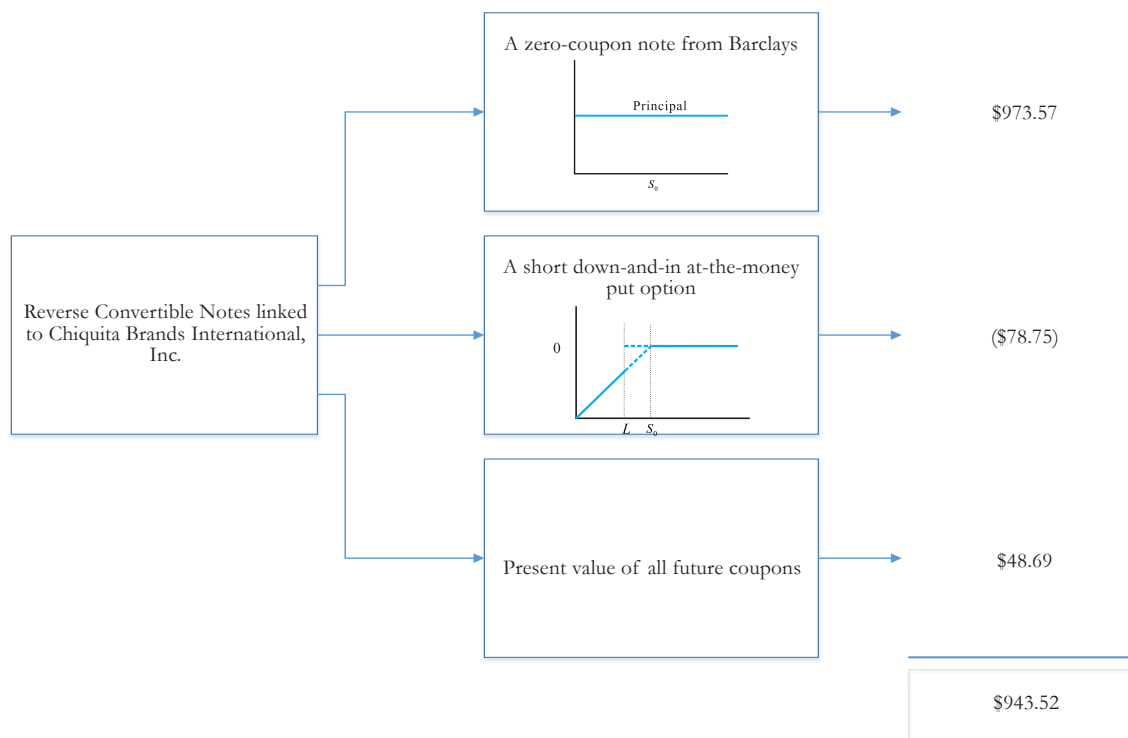 A zero-coupon note from Barclays
Principal
S₀
$973.57
Reverse Convertible Notes linked
to Chiquita Brands International,
Inc.
A short down-and-in at-the-money
put option
0
L S₀
($78.75)
Present value of all future coupons
$48.69
$943.52